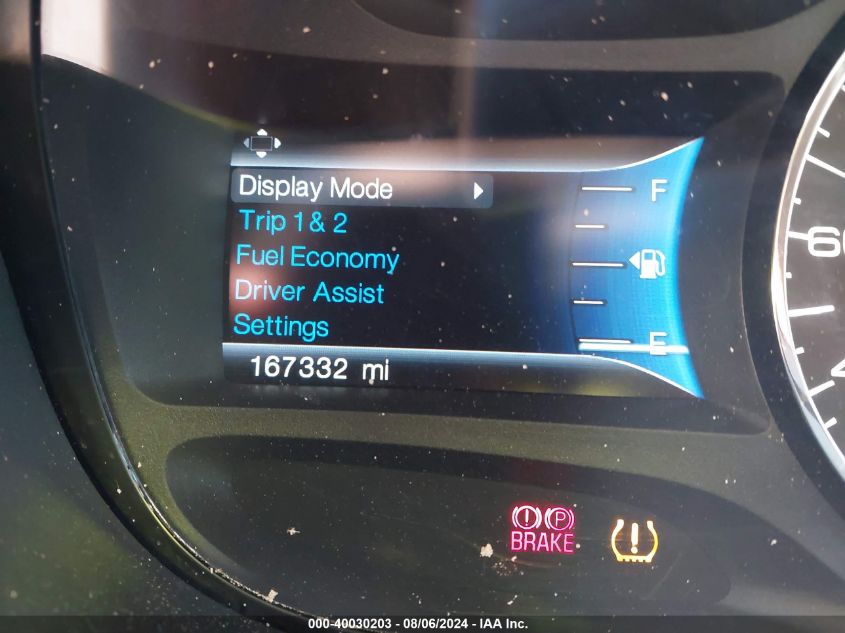 Display Mode
F
Trip 1 & 2
Fuel Economy
Driver Assist
Settings
E
167332 mi
P
BRAKE
000-40030203 - 08/06/2024 - IAA Inc.